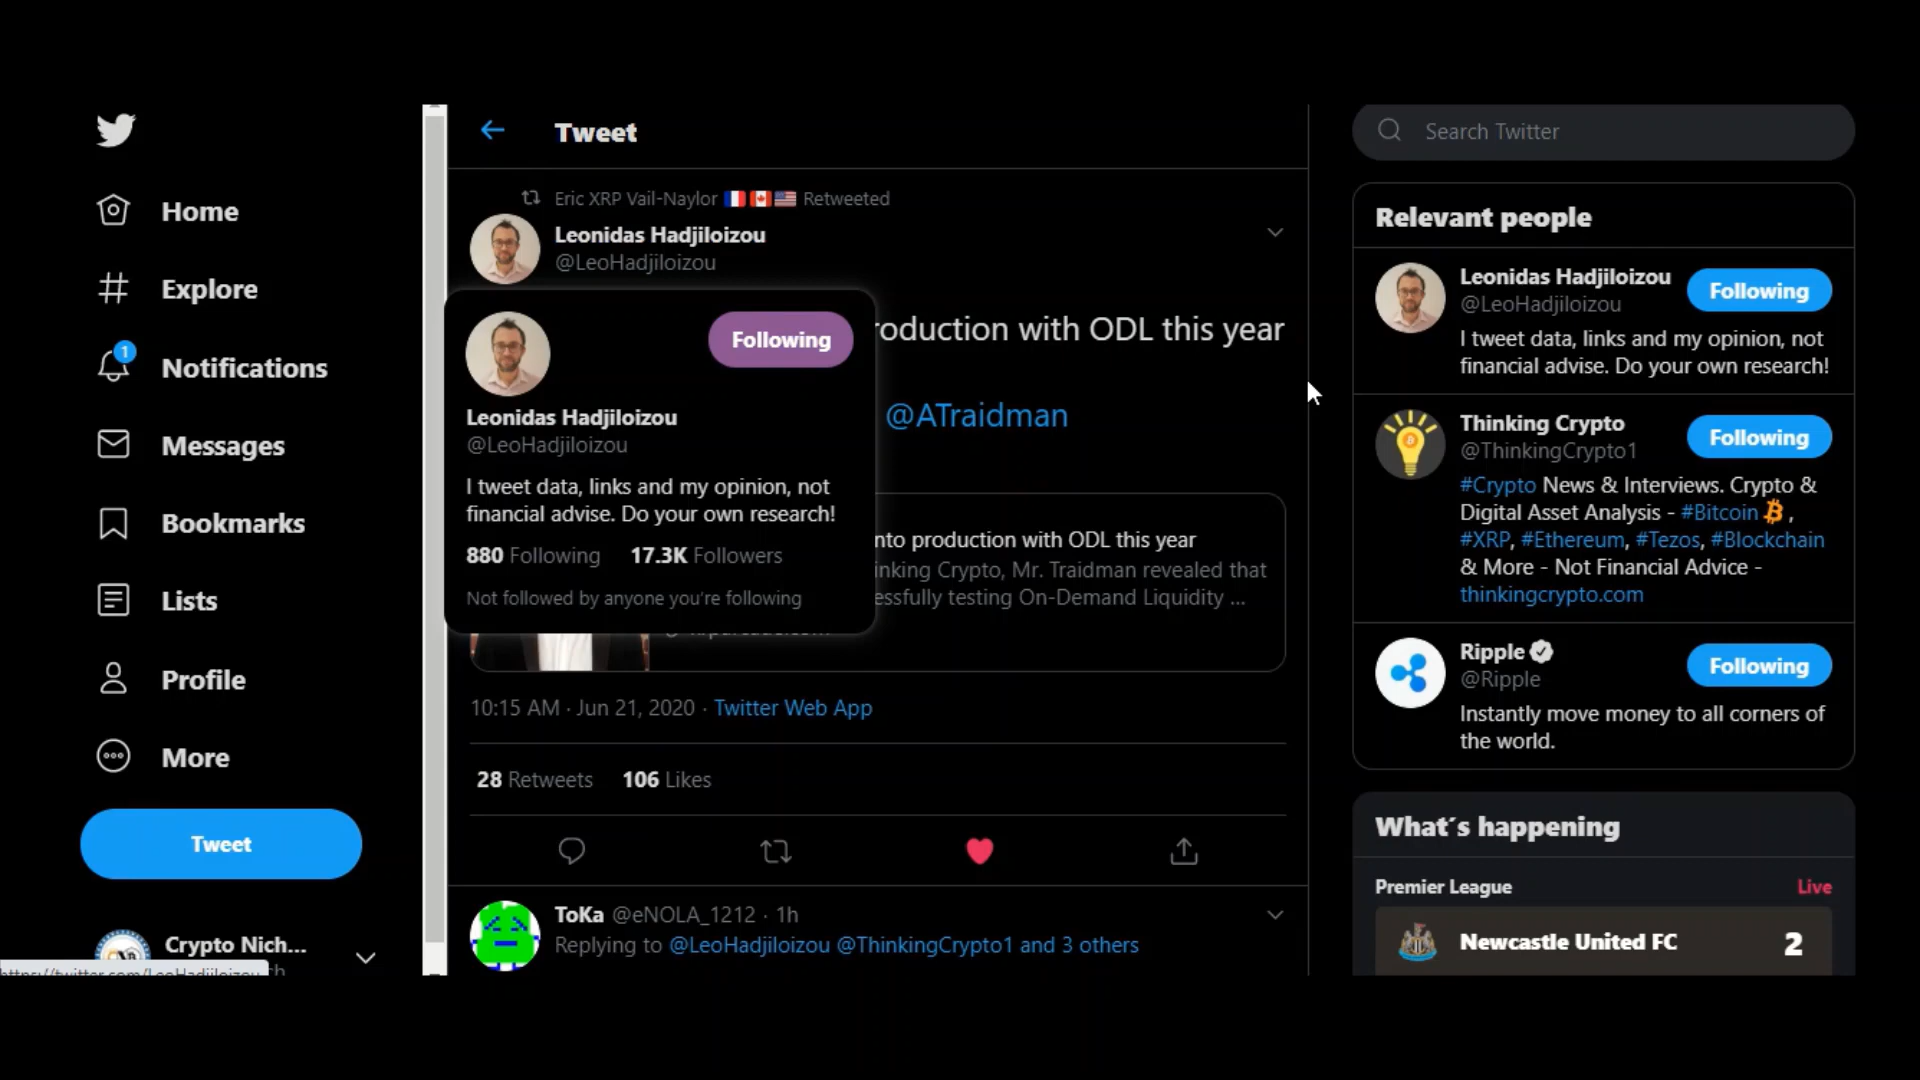 Home
Explore
1
Notifications
Messages
Bookmarks
Lists
Profile
More
Tweet
Crypto Nich...
Tweet
Eric XRP Vail-Naylor 🇫🇷🇨🇦🇺🇸 Retweeted
Leonidas Hadjiloizou
@LeoHadjiloizou
roduction with ODL this year
@ATraidman
Following
Leonidas Hadjiloizou
@LeoHadjiloizou
I tweet data, links and my opinion, not
financial advise. Do your own research!
880 Following 17.3K Followers
Not followed by anyone you're following
nto production with ODL this year
inking Crypto, Mr. Traidman revealed that
essfully testing On-Demand Liquidity ...
10:15 AM · Jun 21, 2020 · Twitter Web App
28 Retweets 106 Likes
ToKa @eNOLA_1212 · 1h
Replying to @LeoHadjiloizou @ThinkingCrypto1 and 3 others
Search Twitter
Relevant people
Leonidas Hadjiloizou
@LeoHadjiloizou
Following
I tweet data, links and my opinion, not
financial advise. Do your own research!
Thinking Crypto
@ThinkingCrypto1
Following
#Crypto News & Interviews. Crypto &
Digital Asset Analysis - #Bitcoin ,
#XRP, #Ethereum, #Tezos, #Blockchain
& More - Not Financial Advice -
thinkingcrypto.com
Ripple
@Ripple
Following
Instantly move money to all corners of
the world.
What´s happening
Premier League Live
Newcastle United FC 2